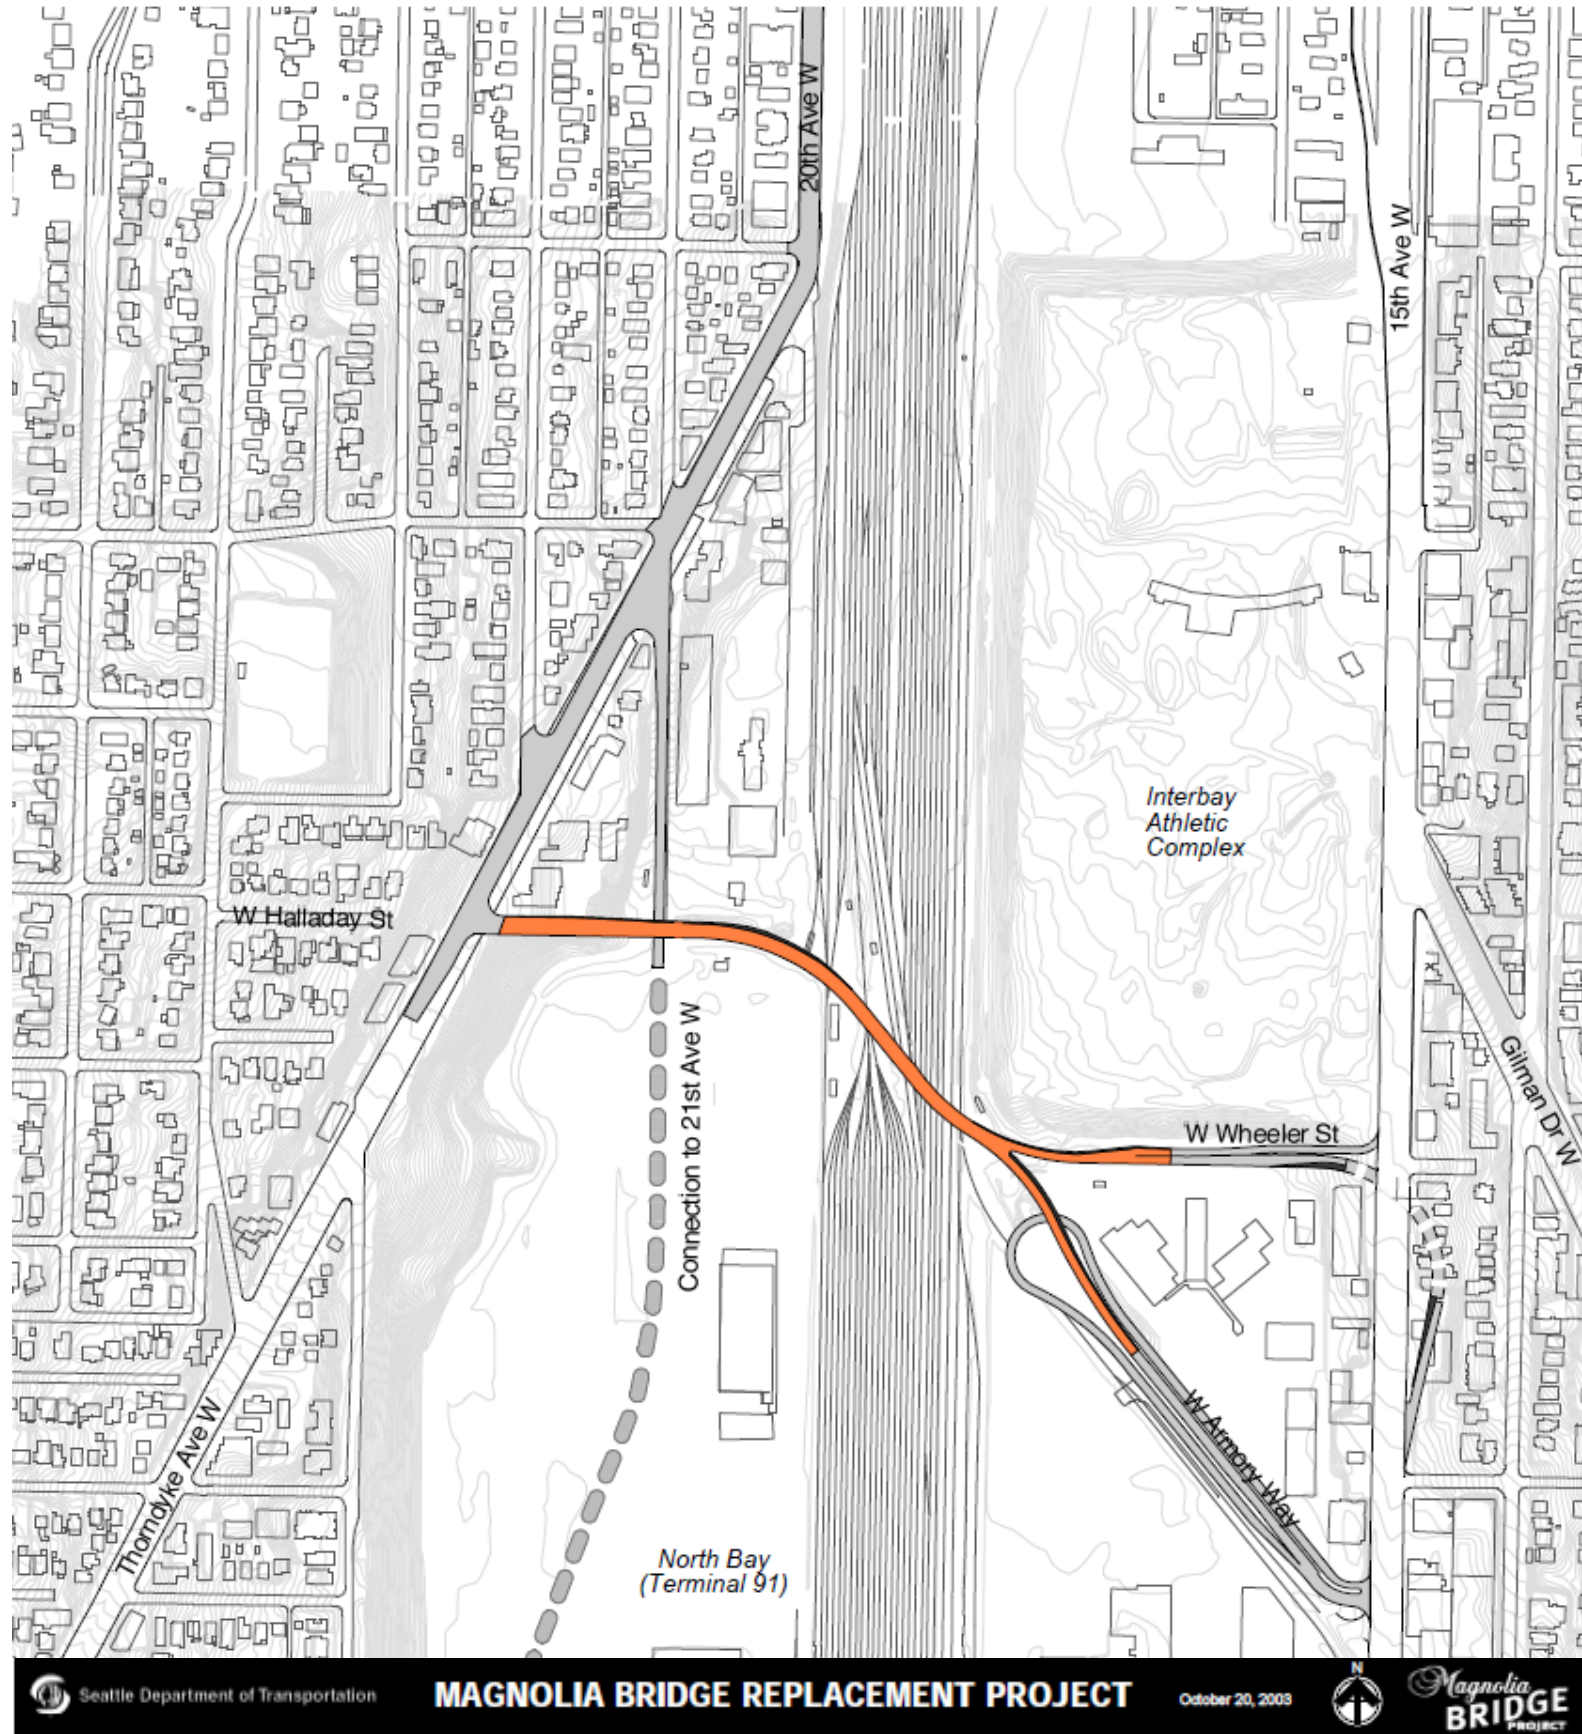 20th Ave W
15th Ave W
Interbay
Athletic
Complex
W Halladay St
Connection to 21st Ave W
Gilman Dr W
W Wheeler St
W Armory Way
Thorndyke Ave W
North Bay
(Terminal 91)
Seattle Department of Transportation
MAGNOLIA BRIDGE REPLACEMENT PROJECT
October 20, 2003
N
Magnolia
BRIDGE
PROJECT